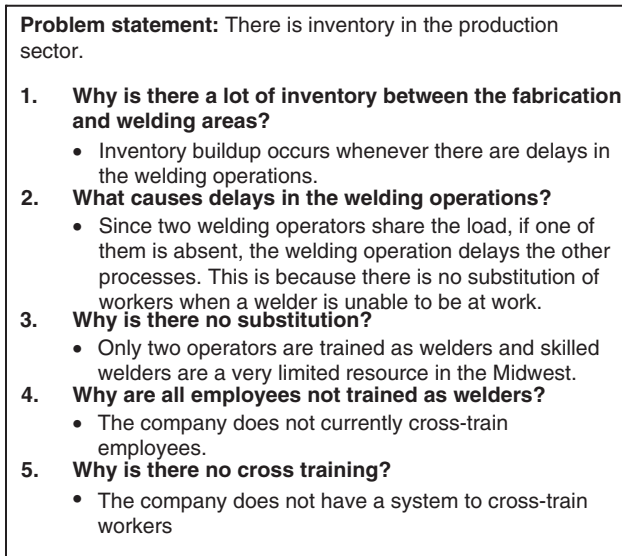 Problem statement: There is inventory in the production
sector.
1. Why is there a lot of inventory between the fabrication
and welding areas?
• Inventory buildup occurs whenever there are delays in
the welding operations.
2. What causes delays in the welding operations?
• Since two welding operators share the load, if one of
them is absent, the welding operation delays the other
processes. This is because there is no substitution of
workers when a welder is unable to be at work.
3. Why is there no substitution?
• Only two operators are trained as welders and skilled
welders are a very limited resource in the Midwest.
4. Why are all employees not trained as welders?
• The company does not currently cross-train
employees.
5. Why is there no cross training?
• The company does not have a system to cross-train
workers